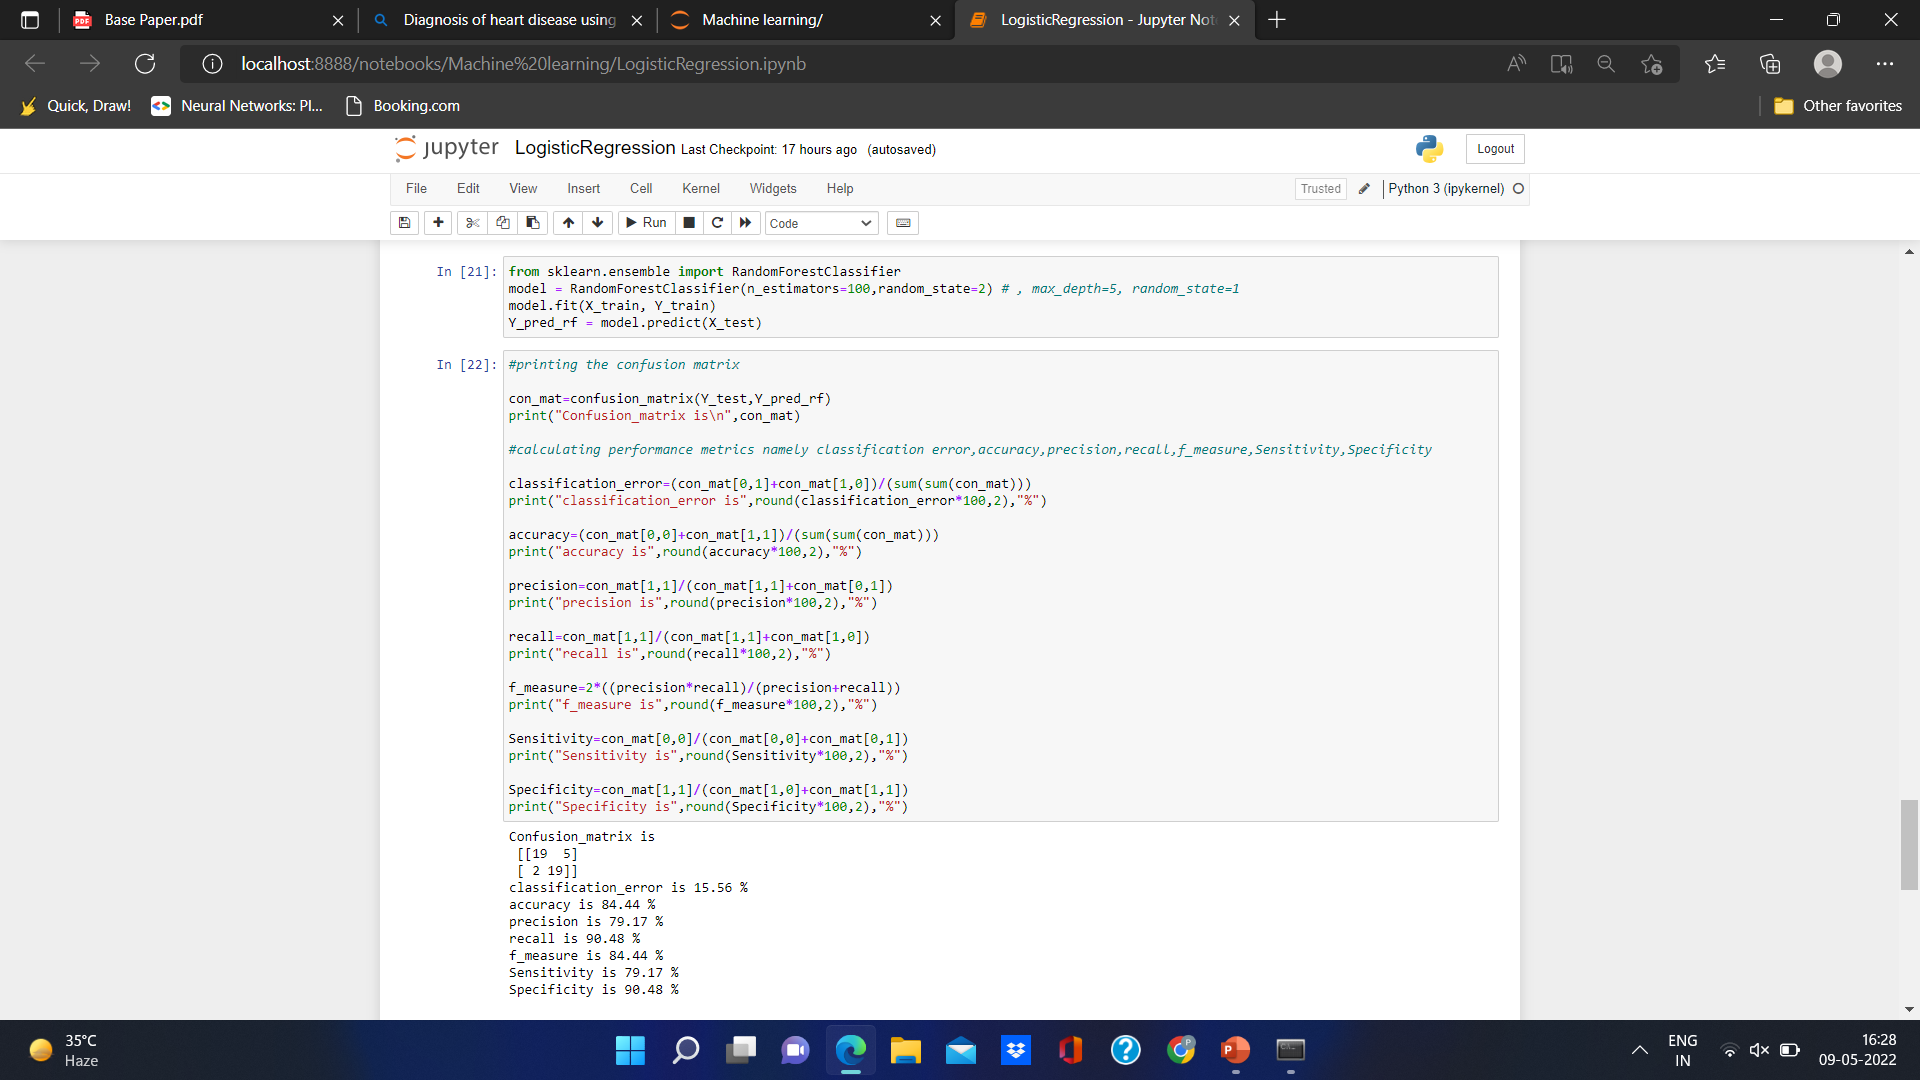 Base Paper.pdf
Diagnosis of heart disease using
Machine learning/
LogisticRegression - Jupyter Not
localhost:8888/notebooks/Machine%20learning/LogisticRegression.ipynb
Quick, Draw!
Neural Networks: Pl...
Booking.com
Other favorites
jupyter LogisticRegression Last Checkpoint: 17 hours ago (autosaved)
Logout
File Edit View Insert Cell Kernel Widgets Help
Trusted
Python 3 (ipykernel)
Run
Code
In [21]: from sklearn.ensemble import RandomForestClassifier
model = RandomForestClassifier(n_estimators=100,random_state=2) # , max_depth=5, random_state=1
model.fit(X_train, Y_train)
Y_pred_rf = model.predict(X_test)
In [22]: #printing the confusion matrix
con_mat=confusion_matrix(Y_test,Y_pred_rf)
print("Confusion_matrix is\n",con_mat)
#calculating performance metrics namely classification error,accuracy,precision,recall,f_measure,Sensitivity,Specificity
classification_error=(con_mat[0,1]+con_mat[1,0])/(sum(sum(con_mat)))
print("classification_error is",round(classification_error*100,2),"%")
accuracy=(con_mat[0,0]+con_mat[1,1])/(sum(sum(con_mat)))
print("accuracy is",round(accuracy*100,2),"%")
precision=con_mat[1,1]/(con_mat[1,1]+con_mat[0,1])
print("precision is",round(precision*100,2),"%")
recall=con_mat[1,1]/(con_mat[1,1]+con_mat[1,0])
print("recall is",round(recall*100,2),"%")
f_measure=2*((precision*recall)/(precision+recall))
print("f_measure is",round(f_measure*100,2),"%")
Sensitivity=con_mat[0,0]/(con_mat[0,0]+con_mat[0,1])
print("Sensitivity is",round(Sensitivity*100,2),"%")
Specificity=con_mat[1,1]/(con_mat[1,0]+con_mat[1,1])
print("Specificity is",round(Specificity*100,2),"%")
Confusion_matrix is
[[19 5]
[ 2 19]]
classification_error is 15.56 %
accuracy is 84.44 %
precision is 79.17 %
recall is 90.48 %
f_measure is 84.44 %
Sensitivity is 79.17 %
Specificity is 90.48 %
35°C
Haze
ENG
IN
16:28
09-05-2022